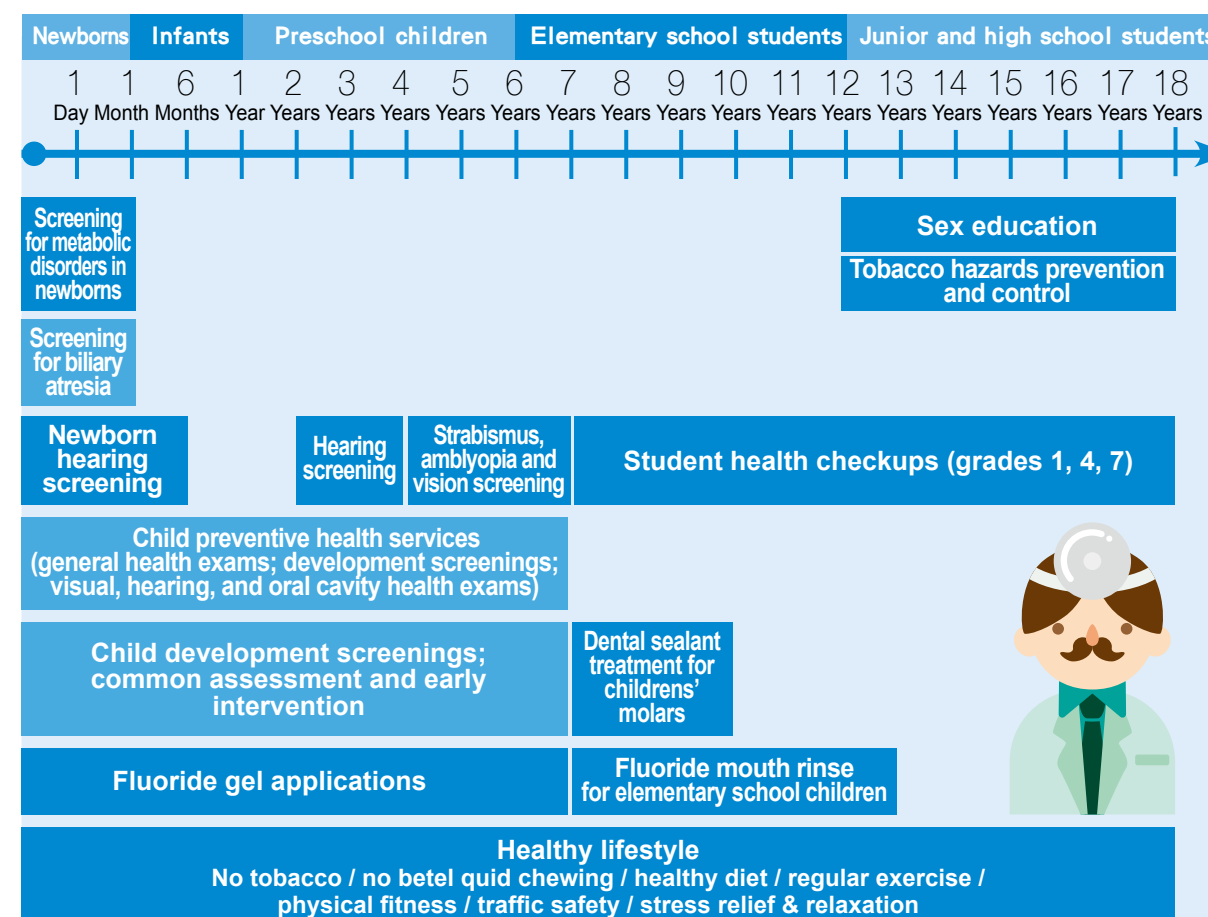 Newborns Infants Preschool children Elementary school students Junior and high school students
1 1 6 1 2 3 4 5 6 7 8 9 10 11 12 13 14 15 16 17 18
Day Month Months Year Years Years Years Years Years Years Years Years Years Years Years Years Years Years Years Years Years
Screening
for metabolic
disorders in
newborns
Sex education
Tobacco hazards prevention
and control
Screening
for biliary
atresia
Newborn
hearing
screening
Hearing
screening
Strabismus,
amblyopia and
vision screening
Student health checkups (grades 1, 4, 7)
Child preventive health services
(general health exams; development screenings;
visual, hearing, and oral cavity health exams)
Child development screenings;
common assessment and early
intervention
Dental sealant
treatment for
childrens’
molars
Fluoride gel applications
Fluoride mouth rinse
for elementary school children
Healthy lifestyle
No tobacco / no betel quid chewing / healthy diet / regular exercise /
physical fitness / traffic safety / stress relief & relaxation